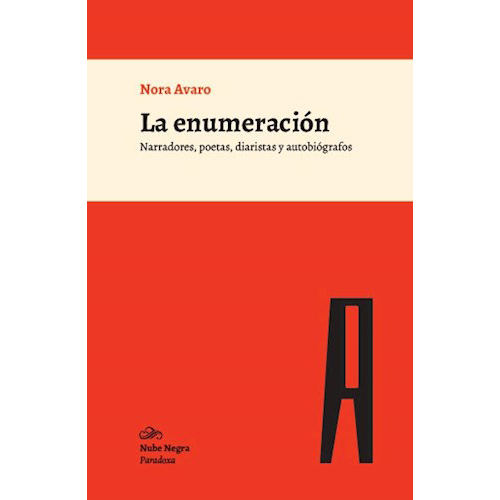 Nora Avaro
La enumeración
Narradores, poetas, diaristas y autobiógrafos
A
Nube Negra
Paradoxa